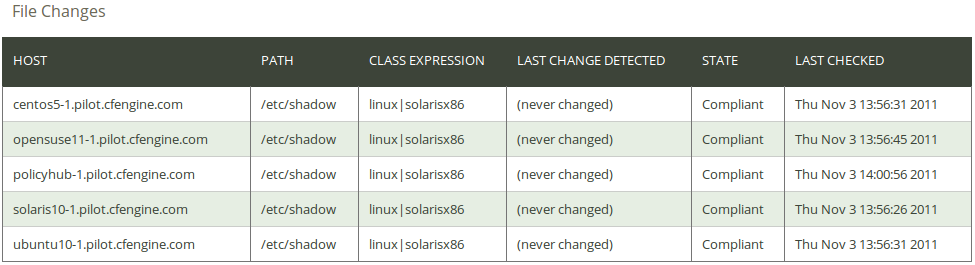 File Changes
HOST PATH CLASS EXPRESSION LAST CHANGE DETECTED STATE LAST CHECKED
centos5-1.pilot.cfengine.com /etc/shadow linux|solarisx86 (never changed) Compliant Thu Nov 3 13:56:31 2011
opensuse11-1.pilot.cfengine.com /etc/shadow linux|solarisx86 (never changed) Compliant Thu Nov 3 13:56:45 2011
policyhub-1.pilot.cfengine.com /etc/shadow linux|solarisx86 (never changed) Compliant Thu Nov 3 14:00:56 2011
solaris10-1.pilot.cfengine.com /etc/shadow linux|solarisx86 (never changed) Compliant Thu Nov 3 13:56:26 2011
ubuntu10-1.pilot.cfengine.com /etc/shadow linux|solarisx86 (never changed) Compliant Thu Nov 3 13:56:31 2011